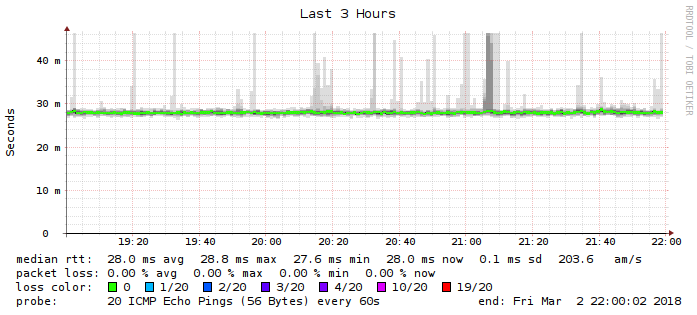 Last 3 Hours
RRDTOOL / TOBI OETIKER
Seconds
40 m
30 m
20 m
10 m
0
19:20 19:40 20:00 20:20 20:40 21:00 21:20 21:40 22:00
median rtt: 28.0 ms avg 28.8 ms max 27.6 ms min 28.0 ms now 0.1 ms sd 203.6 am/s
packet loss: 0.00 % avg 0.00 % max 0.00 % min 0.00 % now
loss color: 0 1/20 2/20 3/20 4/20 10/20 19/20
probe: 20 ICMP Echo Pings (56 Bytes) every 60s end: Fri Mar 2 22:00:02 2018